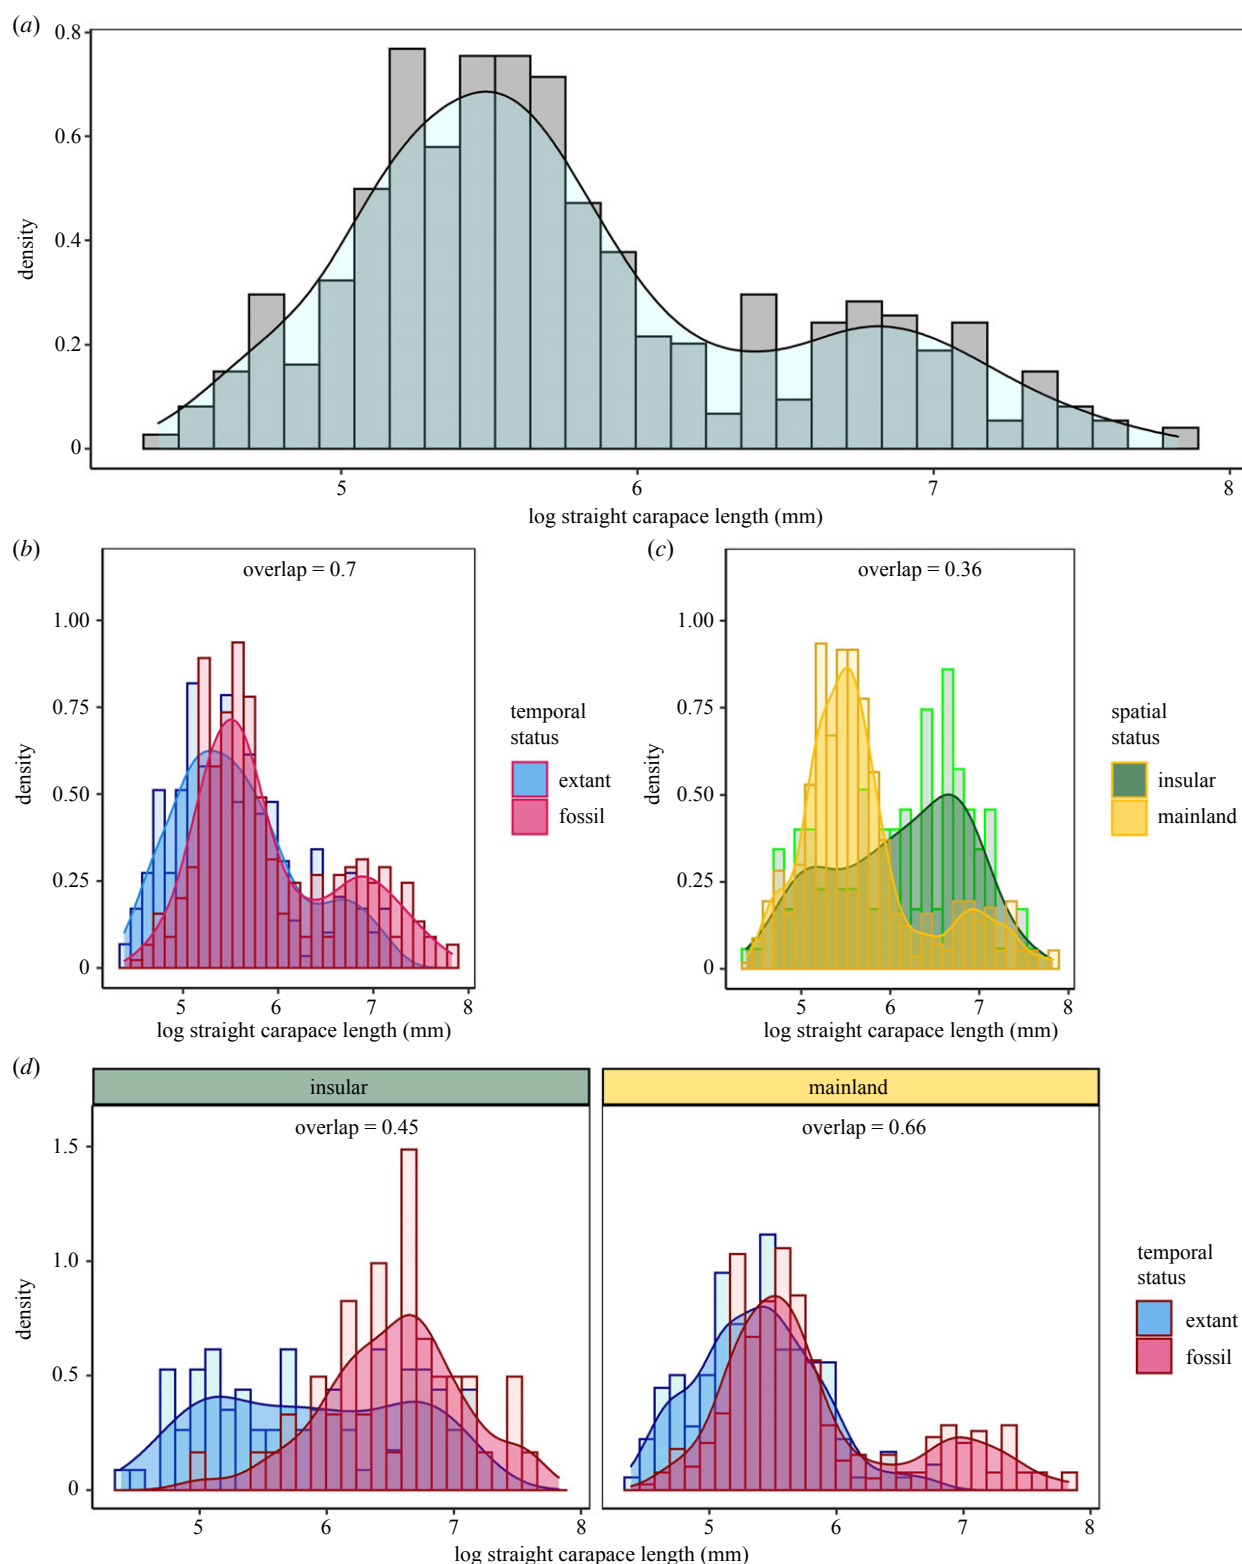 (a)
0.8
0.6
0.4
0.2
0
density
5 6 7 8
log straight carapace length (mm)
(b)
overlap = 0.7
1.00
0.75
0.50
0.25
0
density
5 6 7 8
log straight carapace length (mm)
temporal
status
extant
fossil
(c)
overlap = 0.36
1.00
0.75
0.50
0.25
0
density
5 6 7 8
log straight carapace length (mm)
spatial
status
insular
mainland
(d)
insular
mainland
overlap = 0.45
overlap = 0.66
1.5
1.0
0.5
0
density
5 6 7 8
5 6 7 8
log straight carapace length (mm)
temporal
status
extant
fossil